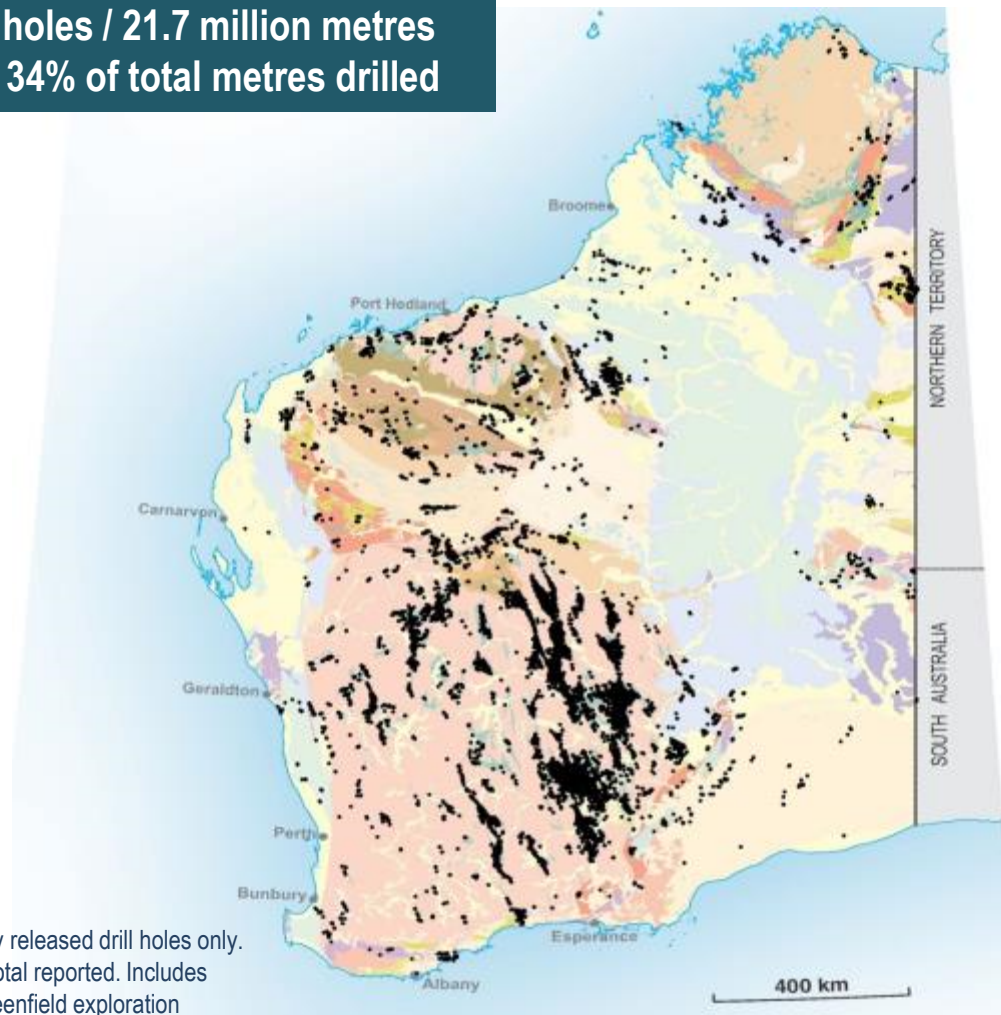 holes / 21.7 million metres
34% of total metres drilled
Broome
Port Hedland
NORTHERN TERRITORY
Carnarvon
Geraldton
SOUTH AUSTRALIA
Perth
Bunbury
Esperance
Albany
released drill holes only.
otal reported. Includes
eenfield exploration
400 km